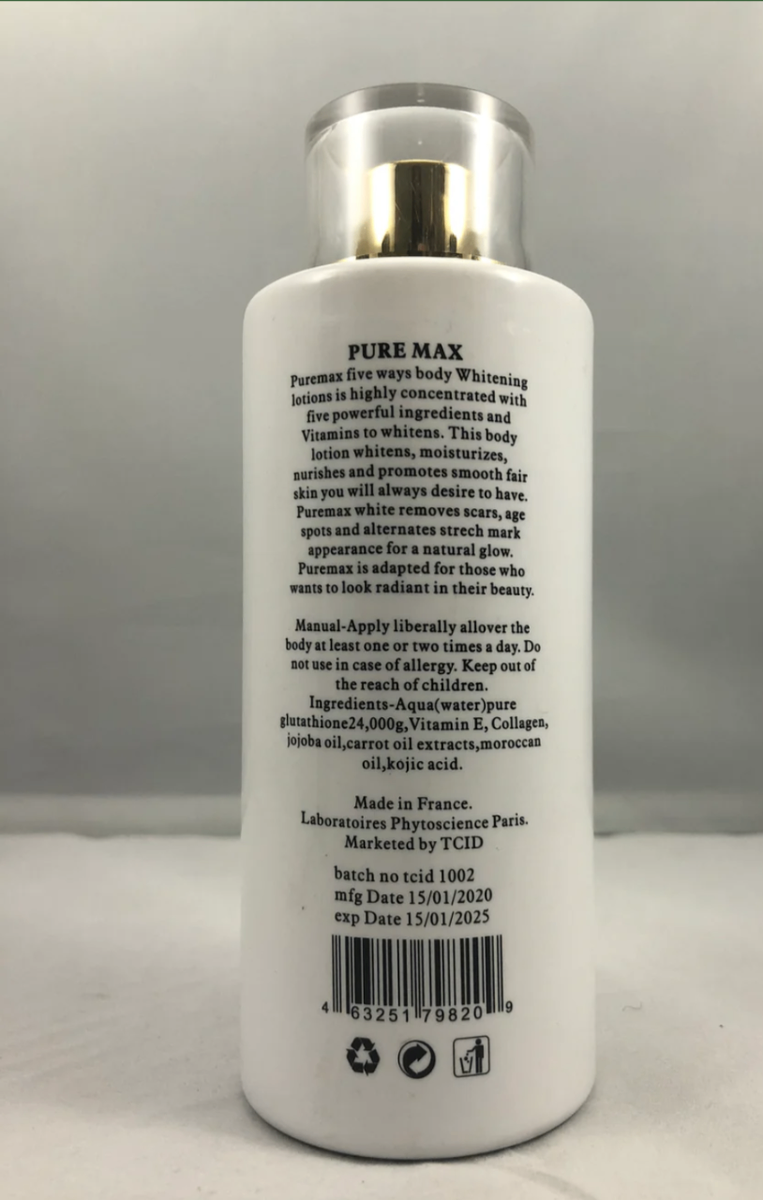 PURE MAX
Puremax five ways body Whitening
lotions is highly concentrated with
five powerful ingredients and
Vitamins to whitens. This body
lotion whitens, moisturizes,
nurishes and promotes smooth fair
skin you will always desire to have.
Puremax white removes scars, age
spots and alternates strech mark
appearance for a natural glow.
Puremax is adapted for those who
wants to look radiant in their beauty.
Manual-Apply liberally allover the
body at least one or two times a day. Do
not use in case of allergy. Keep out of
the reach of children.
Ingredients-Aqua(water)pure
glutathione24,000g,Vitamin E, Collagen,
jojoba oil,carrot oil extracts,moroccan
oil,kojic acid.
Made in France.
Laboratoires Phytoscience Paris.
Marketed by TCID
batch no tcid 1002
mfg Date 15/01/2020
exp Date 15/01/2025
4 63251 79820 9